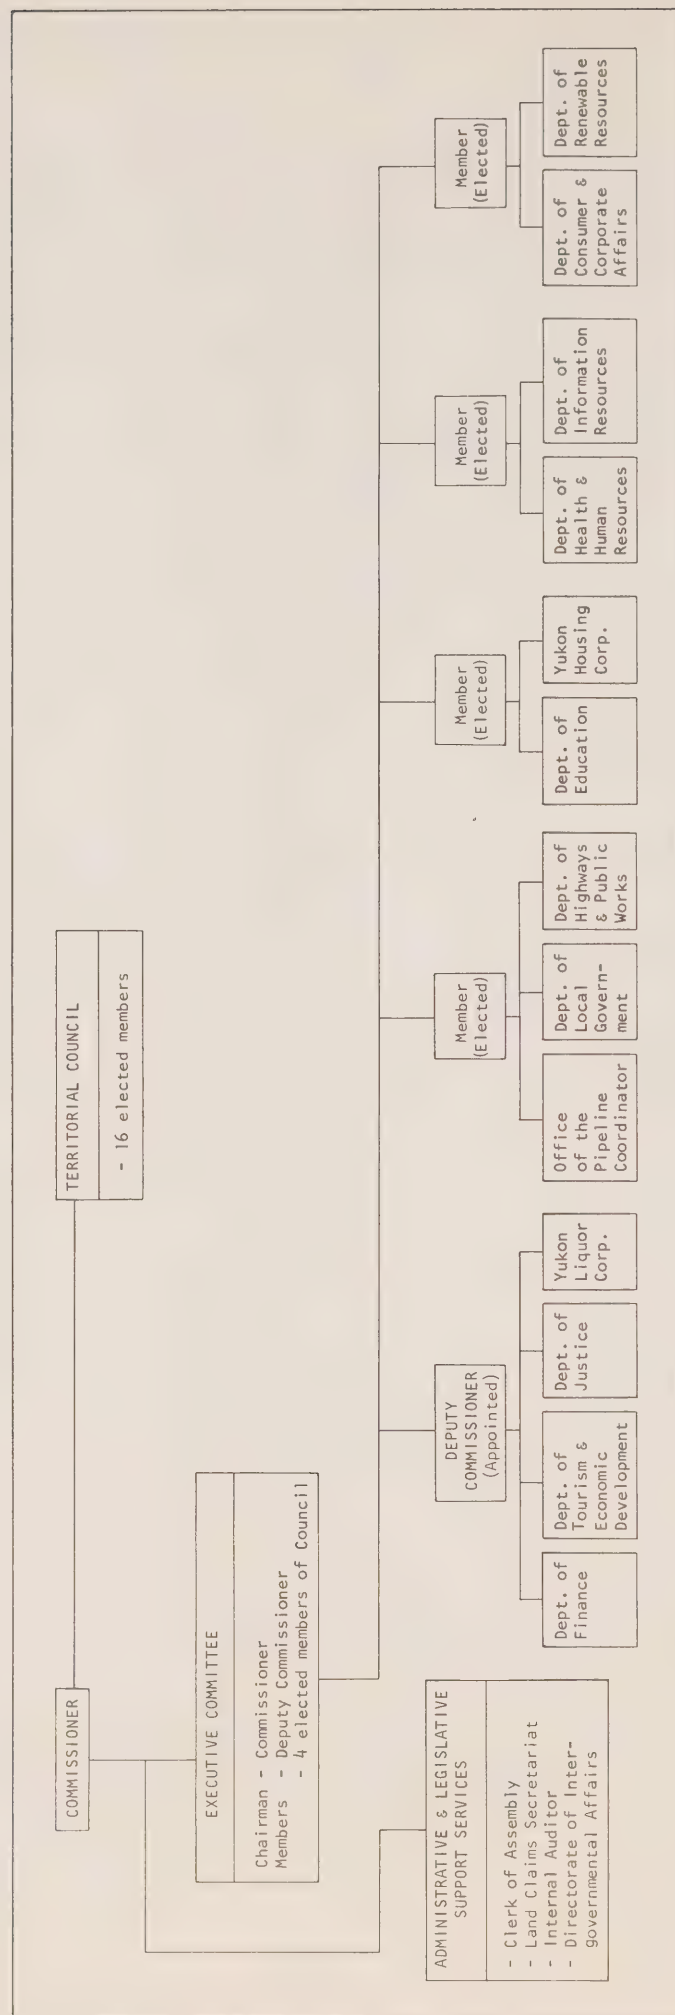 COMMISSIONER
TERRITORIAL COUNCIL
- 16 elected members
EXECUTIVE COMMITTEE
Chairman - Commissioner
Members - Deputy Commissioner
- 4 elected members of Council
ADMINISTRATIVE & LEGISLATIVE
SUPPORT SERVICES
- Clerk of Assembly
- Land Claims Secretariat
- Internal Auditor
- Directorate of Inter-
governmental Affairs
DEPUTY
COMMISSIONER
(Appointed)
Dept. of
Finance
Dept. of
Tourism &
Economic
Development
Dept. of
Justice
Yukon
Liquor
Corp.
Member
(Elected)
Office
of the
Pipeline
Coordinator
Dept. of
Local
Govern-
ment
Dept. of
Highways
& Public
Works
Member
(Elected)
Dept. of
Education
Yukon
Housing
Corp.
Member
(Elected)
Dept. of
Health &
Human
Resources
Dept. of
Information
Resources
Member
(Elected)
Dept. of
Consumer &
Corporate
Affairs
Dept. of
Renewable
Resources